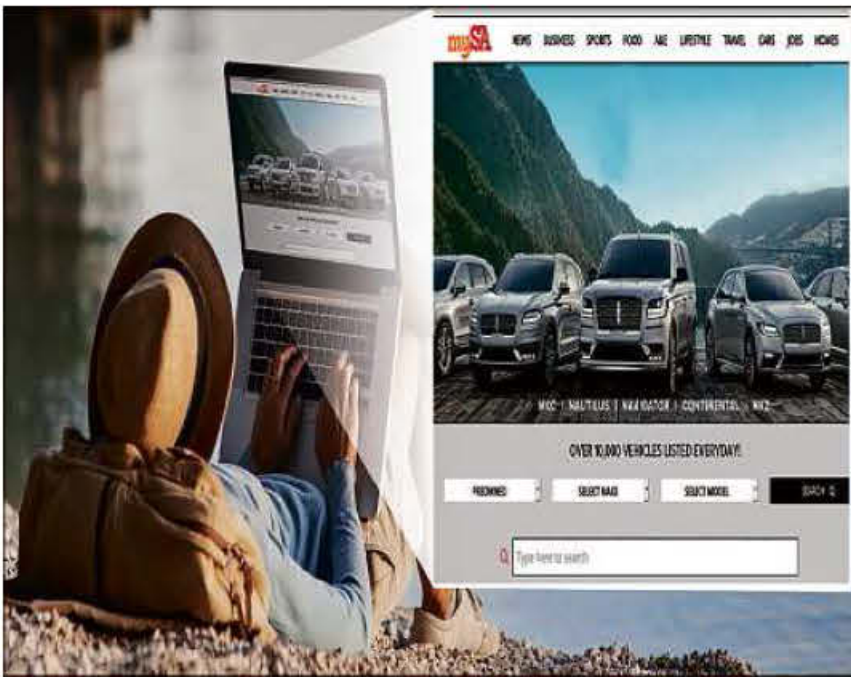 mySA NEWS BUSINESS SPORTS FOOD A&E LIFESTYLE TRAVEL CARS JOBS HOMES
MKC | NAUTILUS | NAVIGATOR | CONTINENTAL | MKZ
OVER 10,000 VEHICLES LISTED EVERYDAY!
PREOWNED SELECT MAKE SELECT MODEL SEARCH
Type here to search